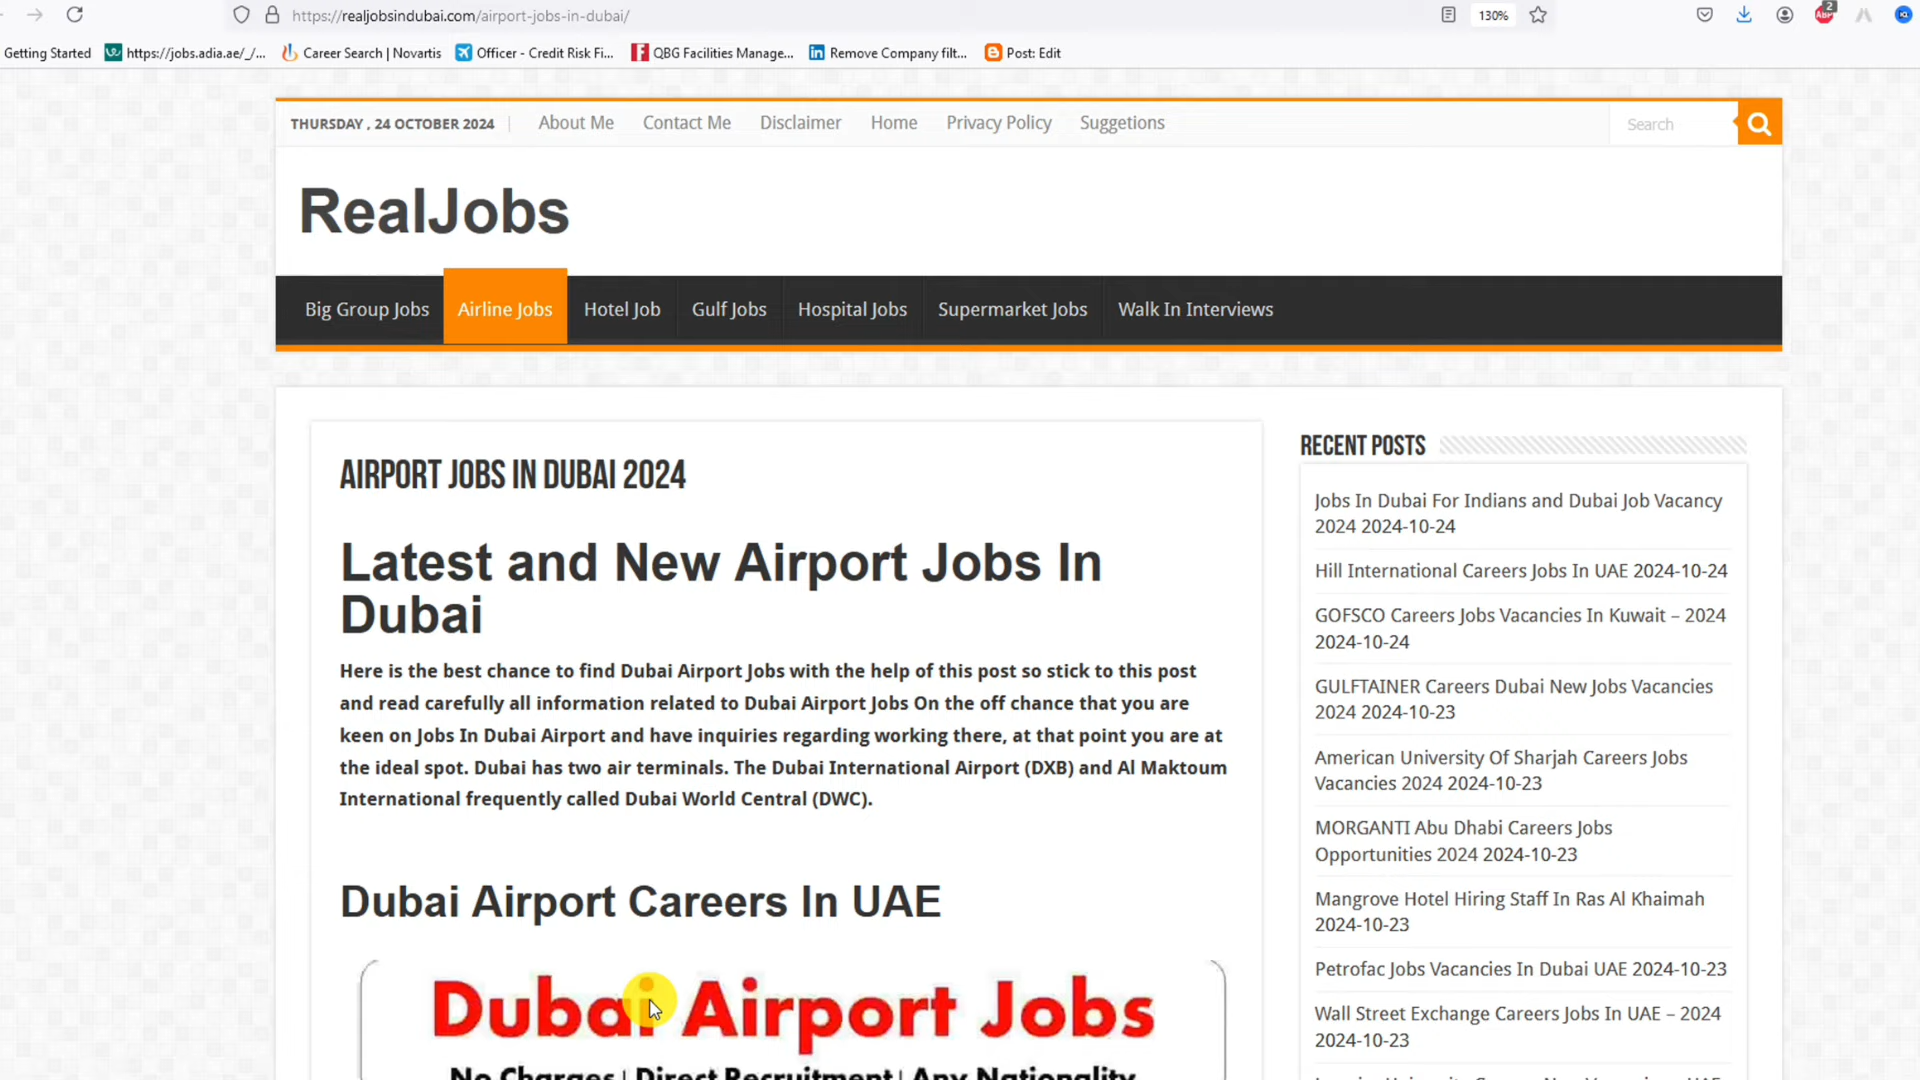 https://realjobsindubai.com/airport-jobs-in-dubai/
130%
2
Getting Started
https://jobs.adia.ae/_/...
Career Search | Novartis
Officer - Credit Risk Fi...
QBG Facilities Manage...
Remove Company filt...
Post: Edit
THURSDAY , 24 OCTOBER 2024
About Me
Contact Me
Disclaimer
Home
Privacy Policy
Suggestions
Search
RealJobs
Big Group Jobs
Airline Jobs
Hotel Job
Gulf Jobs
Hospital Jobs
Supermarket Jobs
Walk In Interviews
AIRPORT JOBS IN DUBAI 2024
Latest and New Airport Jobs In
Dubai
Here is the best chance to find Dubai Airport Jobs with the help of this post so stick to this post
and read carefully all information related to Dubai Airport Jobs On the off chance that you are
keen on Jobs In Dubai Airport and have inquiries regarding working there, at that point you are at
the ideal spot. Dubai has two air terminals. The Dubai International Airport (DXB) and Al Maktoum
International frequently called Dubai World Central (DWC).
Dubai Airport Careers In UAE
Dubai Airport Jobs
No Charges | Direct Recruitment | Any Nationality
RECENT POSTS
Jobs In Dubai For Indians and Dubai Job Vacancy
2024 2024-10-24
Hill International Careers Jobs In UAE 2024-10-24
GOFSCO Careers Jobs Vacancies In Kuwait – 2024
2024-10-24
GULFTAINER Careers Dubai New Jobs Vacancies
2024 2024-10-23
American University Of Sharjah Careers Jobs
Vacancies 2024 2024-10-23
MORGANTI Abu Dhabi Careers Jobs
Opportunities 2024 2024-10-23
Mangrove Hotel Hiring Staff In Ras Al Khaimah
2024-10-23
Petrofac Jobs Vacancies In Dubai UAE 2024-10-23
Wall Street Exchange Careers Jobs In UAE – 2024
2024-10-23